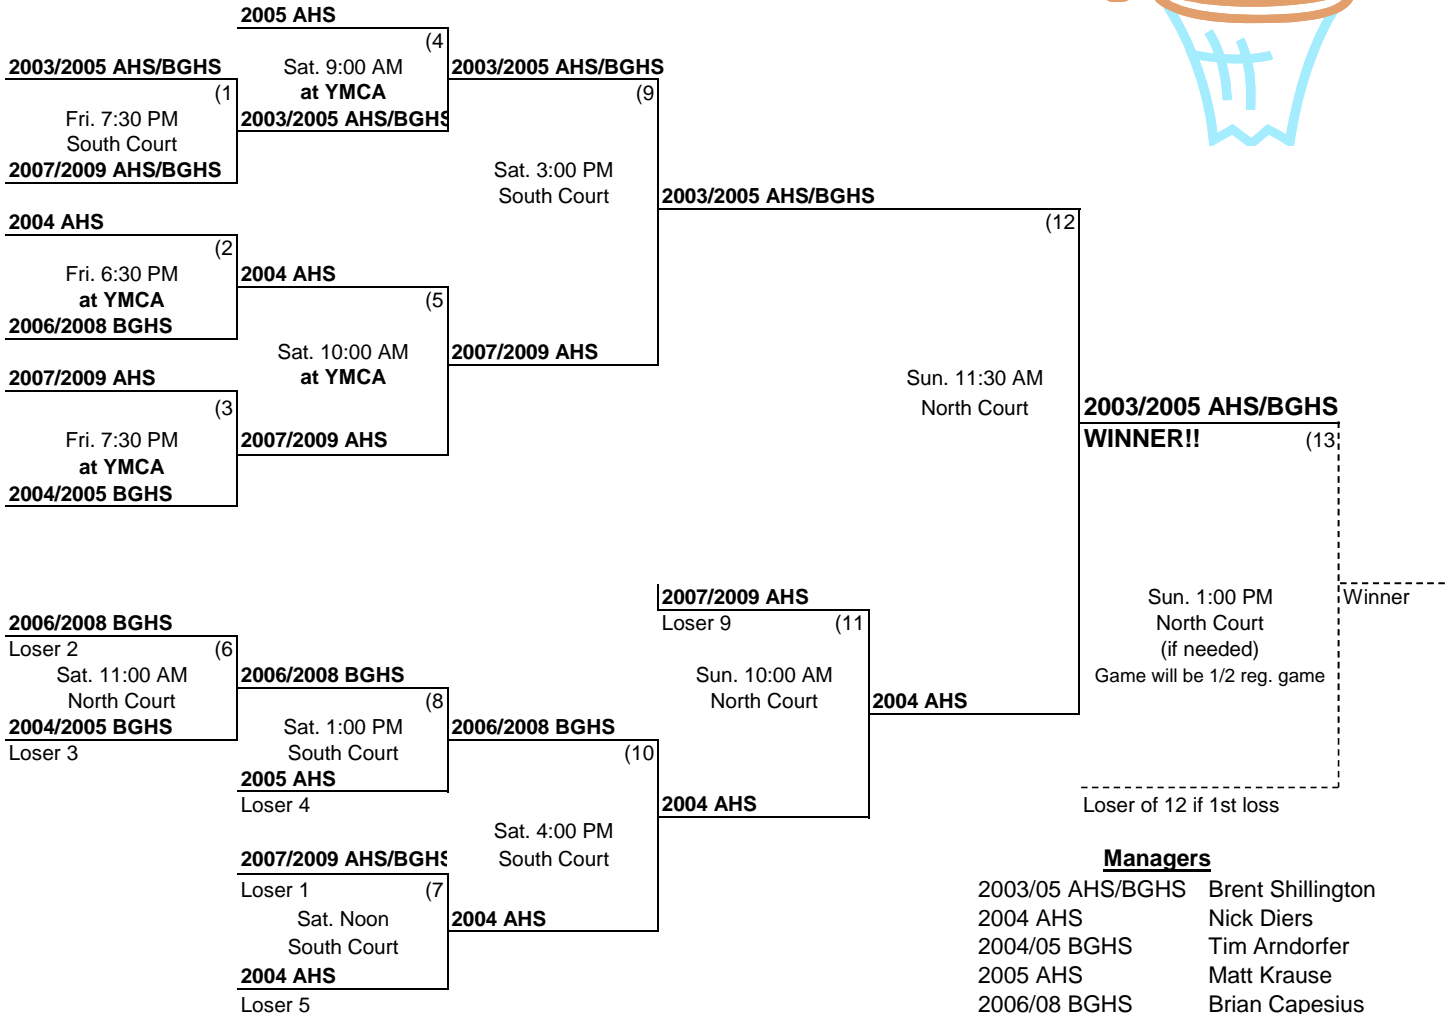 2005 AHS
(4
2003/2005 AHS/BGHS
Sat. 9:00 AM
2003/2005 AHS/BGHS
(1
at YMCA
(9
Fri. 7:30 PM
2003/2005 AHS/BGHS
South Court
2007/2009 AHS/BGHS
Sat. 3:00 PM
South Court
2003/2005 AHS/BGHS
2004 AHS
(12
(2
Fri. 6:30 PM
2004 AHS
at YMCA
(5
2006/2008 BGHS
Sat. 10:00 AM
2007/2009 AHS
2007/2009 AHS
at YMCA
Sun. 11:30 AM
(3
North Court
2003/2005 AHS/BGHS
Fri. 7:30 PM
2007/2009 AHS
WINNER!!
(13
at YMCA
2004/2005 BGHS
2007/2009 AHS
Sun. 1:00 PM
Winner
2006/2008 BGHS
Loser 9
(11
North Court
Loser 2
(6
(if needed)
Sat. 11:00 AM
2006/2008 BGHS
Sun. 10:00 AM
Game will be 1/2 reg. game
North Court
(8
North Court
2004 AHS
2004/2005 BGHS
Sat. 1:00 PM
2006/2008 BGHS
Loser 3
South Court
(10
2005 AHS
Loser 4
2004 AHS
Loser of 12 if 1st loss
Sat. 4:00 PM
2007/2009 AHS/BGHS
South Court
Managers
Loser 1
(7
2003/05 AHS/BGHS Brent Shillington
Sat. Noon
2004 AHS
2004 AHS Nick Diers
South Court
2004/05 BGHS Tim Arndorfer
2004 AHS
2005 AHS Matt Krause
Loser 5
2006/08 BGHS Brian Capesius